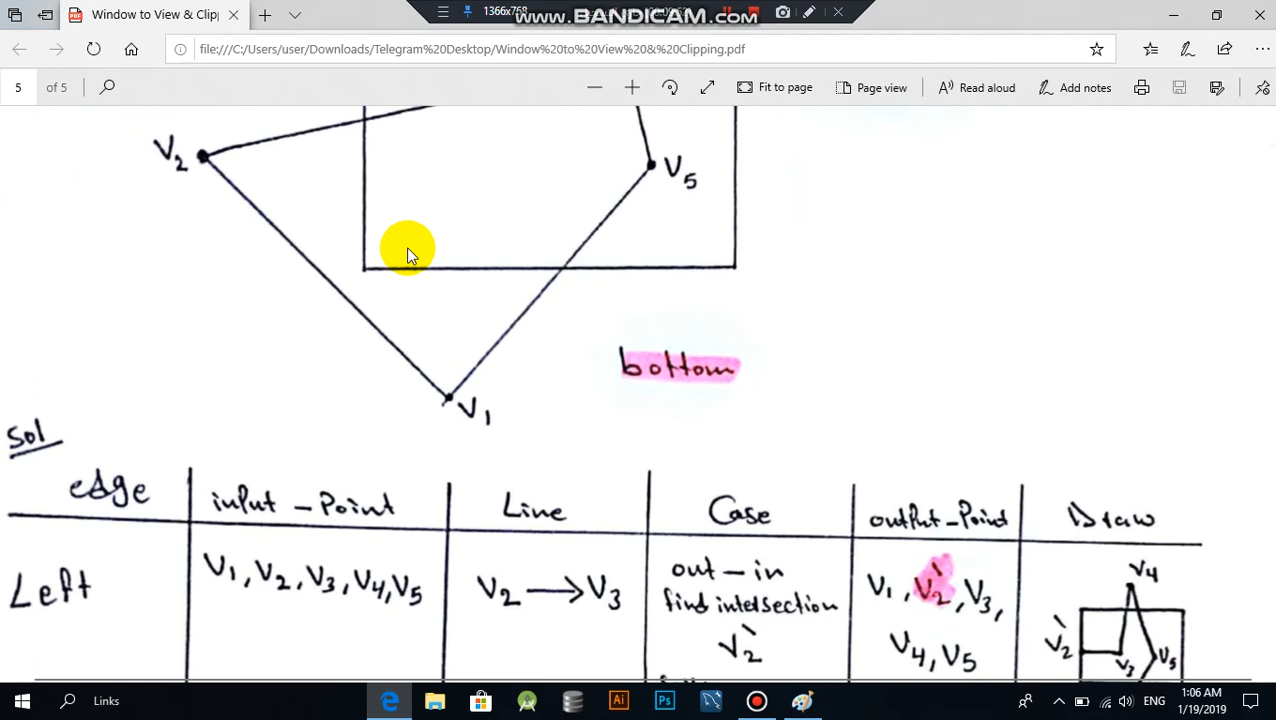 Window to View & Clip
1366x768
www.BANDICAM.com
file:///C:/Users/user/Downloads/Telegram%20Desktop/Window%20to%20View%20&%20Clipping.pdf
5 of 5
Fit to page
Page view
Read aloud
Add notes
V2
V5
bottom
V1
Sol
edge
input - Point
Line
Case
output - Point
Draw
Left
V1, V2, V3, V4, V5
V2 → V3
out - in
find intersection
V2`
V1, V2`, V3,
V4, V5
V4
V2`
V3
V5
Links
ENG
1:06 AM
1/19/2019